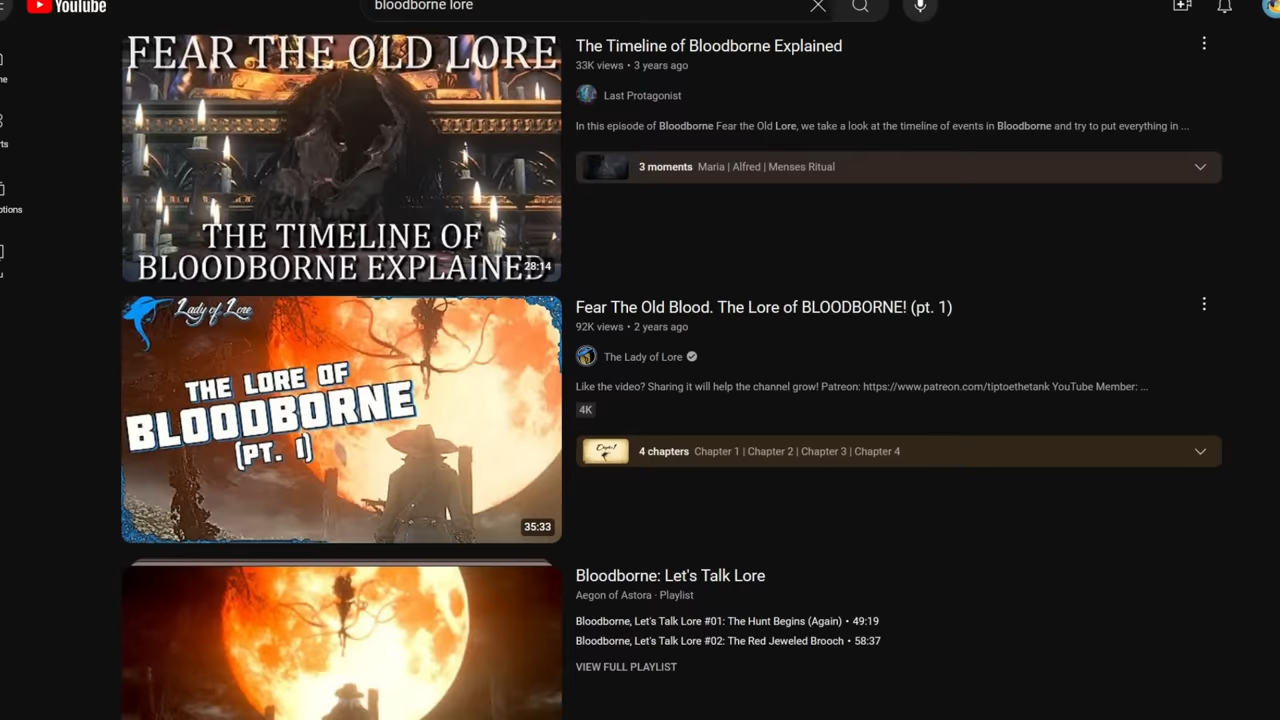 YouTube
bloodborne lore
FEAR THE OLD LORE
THE TIMELINE OF
BLOODBORNE EXPLAINED
28:14
The Timeline of Bloodborne Explained
33K views • 3 years ago
Last Protagonist
In this episode of Bloodborne Fear the Old Lore, we take a look at the timeline of events in Bloodborne and try to put everything in ...
3 moments Maria | Alfred | Menses Ritual
Lady of Lore
THE LORE OF
BLOODBORNE
(PT. 1)
35:33
Fear The Old Blood. The Lore of BLOODBORNE! (pt. 1)
92K views • 2 years ago
The Lady of Lore
Like the video? Sharing it will help the channel grow! Patreon: https://www.patreon.com/tiptoethetank YouTube Member: ...
4K
4 chapters Chapter 1 | Chapter 2 | Chapter 3 | Chapter 4
Bloodborne: Let's Talk Lore
Aegon of Astora · Playlist
Bloodborne, Let's Talk Lore #01: The Hunt Begins (Again) • 49:19
Bloodborne, Let's Talk Lore #02: The Red Jeweled Brooch • 58:37
VIEW FULL PLAYLIST